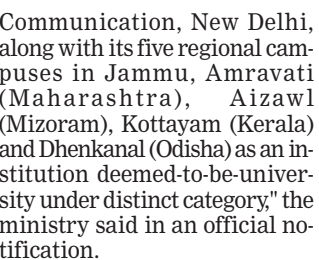 Communication, New Delhi,
along with its five regional cam-
puses in Jammu, Amravati
(Maharashtra), Aizawl
(Mizoram), Kottayam (Kerala)
and Dhenkanal (Odisha) as an in-
stitution deemed-to-be-univer-
sity under distinct category," the
ministry said in an official no-
tification.